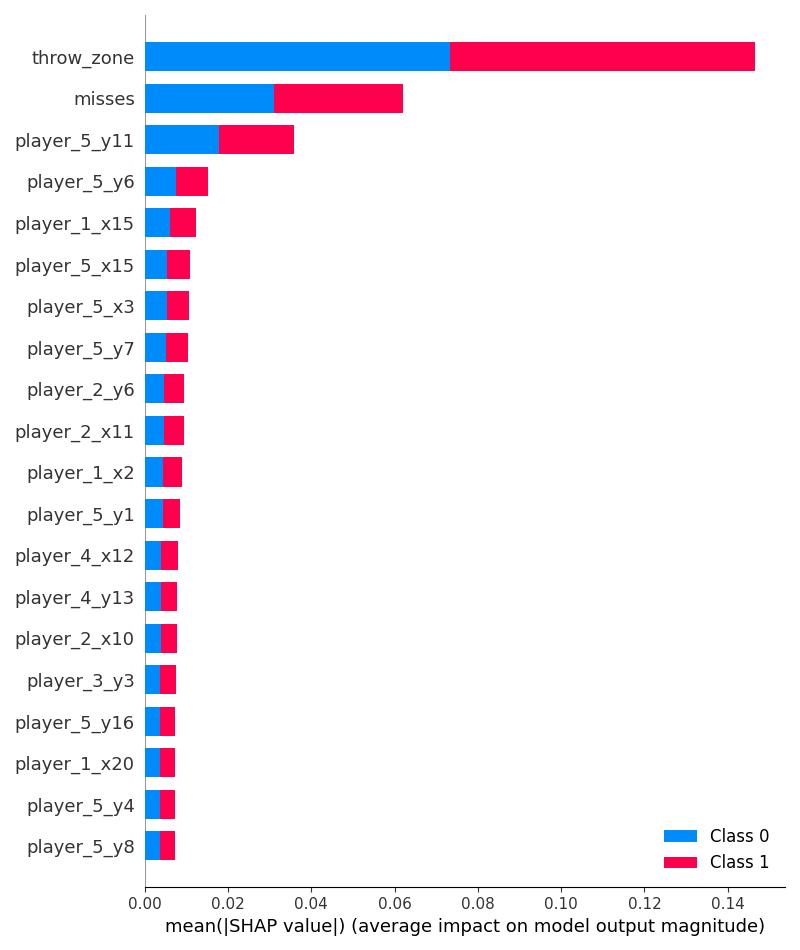 throw_zone
misses
player_5_y11
player_5_y6
player_1_x15
player_5_x15
player_5_x3
player_5_y7
player_2_y6
player_2_x11
player_1_x2
player_5_y1
player_4_x12
player_4_y13
player_2_x10
player_3_y3
player_5_y16
player_1_x20
player_5_y4
player_5_y8
Class 0
Class 1
0.00 0.02 0.04 0.06 0.08 0.10 0.12 0.14
mean(|SHAP value|) (average impact on model output magnitude)